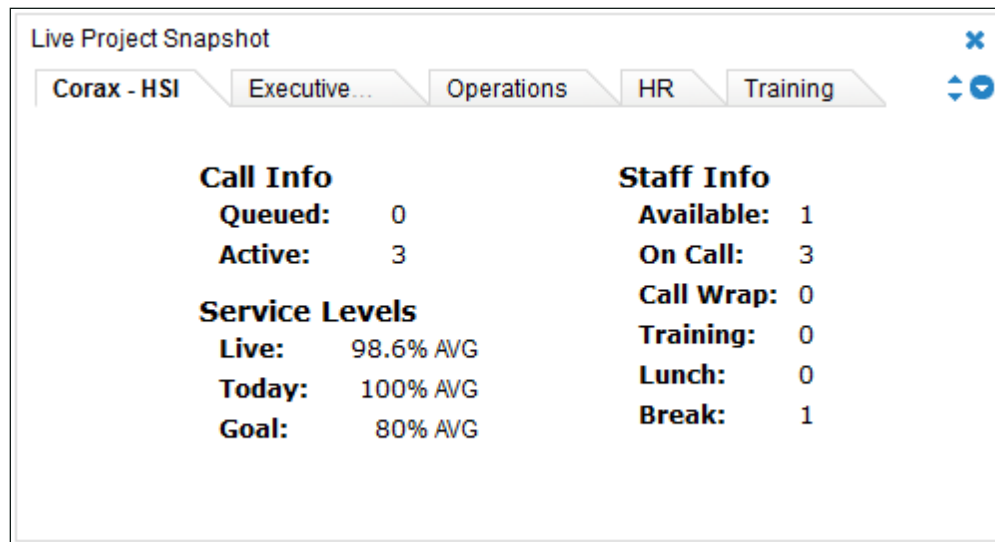 Live Project Snapshot
Corax - HSI Executive... Operations HR Training
Call Info
Queued: 0
Active: 3
Service Levels
Live: 98.6% AVG
Today: 100% AVG
Goal: 80% AVG
Staff Info
Available: 1
On Call: 3
Call Wrap: 0
Training: 0
Lunch: 0
Break: 1